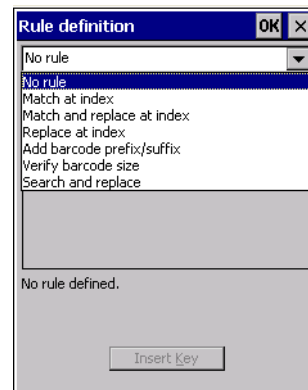 Rule definition OK ×
No rule
No rule
Match at index
Match and replace at index
Replace at index
Add barcode prefix/suffix
Verify barcode size
Search and replace
No rule defined.
Insert Key